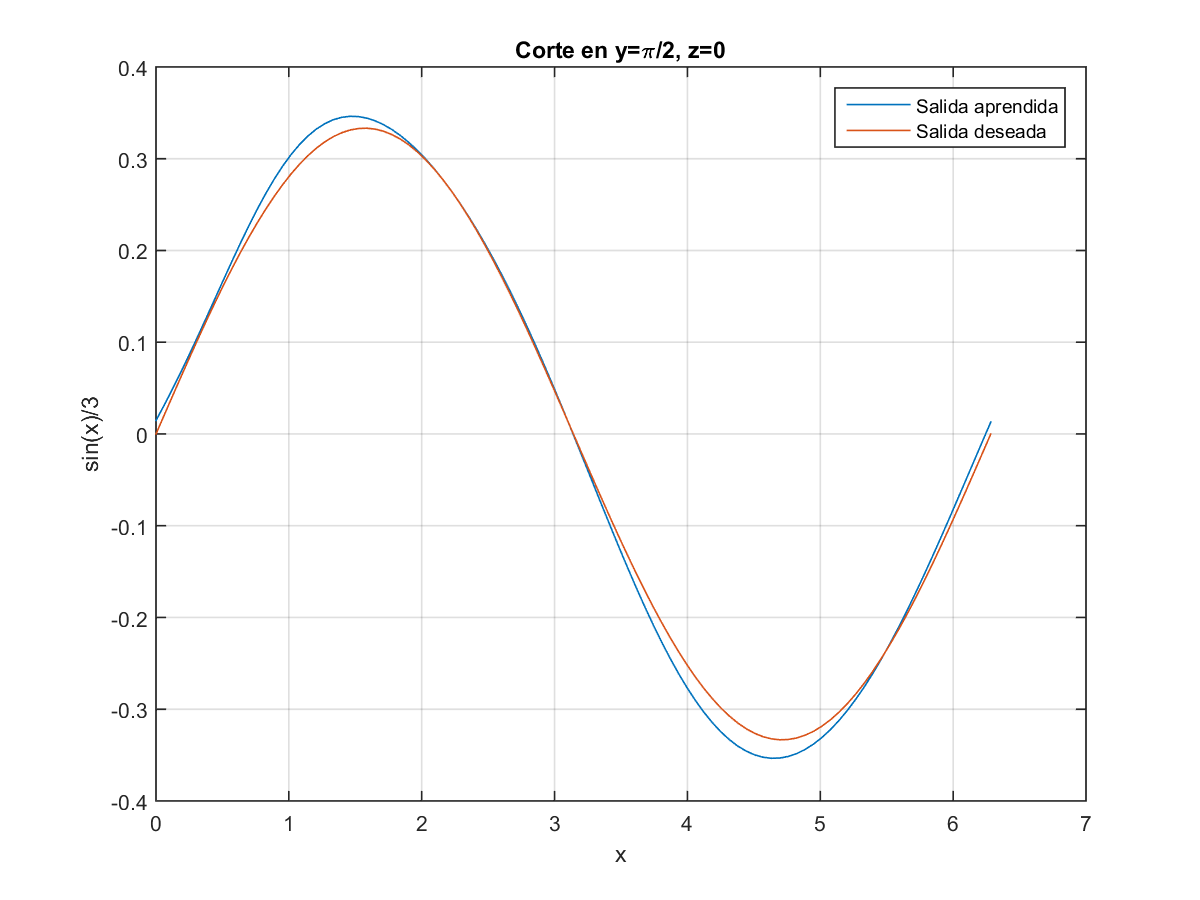 Corte en y=π/2, z=0
Salida aprendida
Salida deseada
0.4
0.3
0.2
0.1
0
-0.1
-0.2
-0.3
-0.4
sin(x)/3
0 1 2 3 4 5 6 7
x